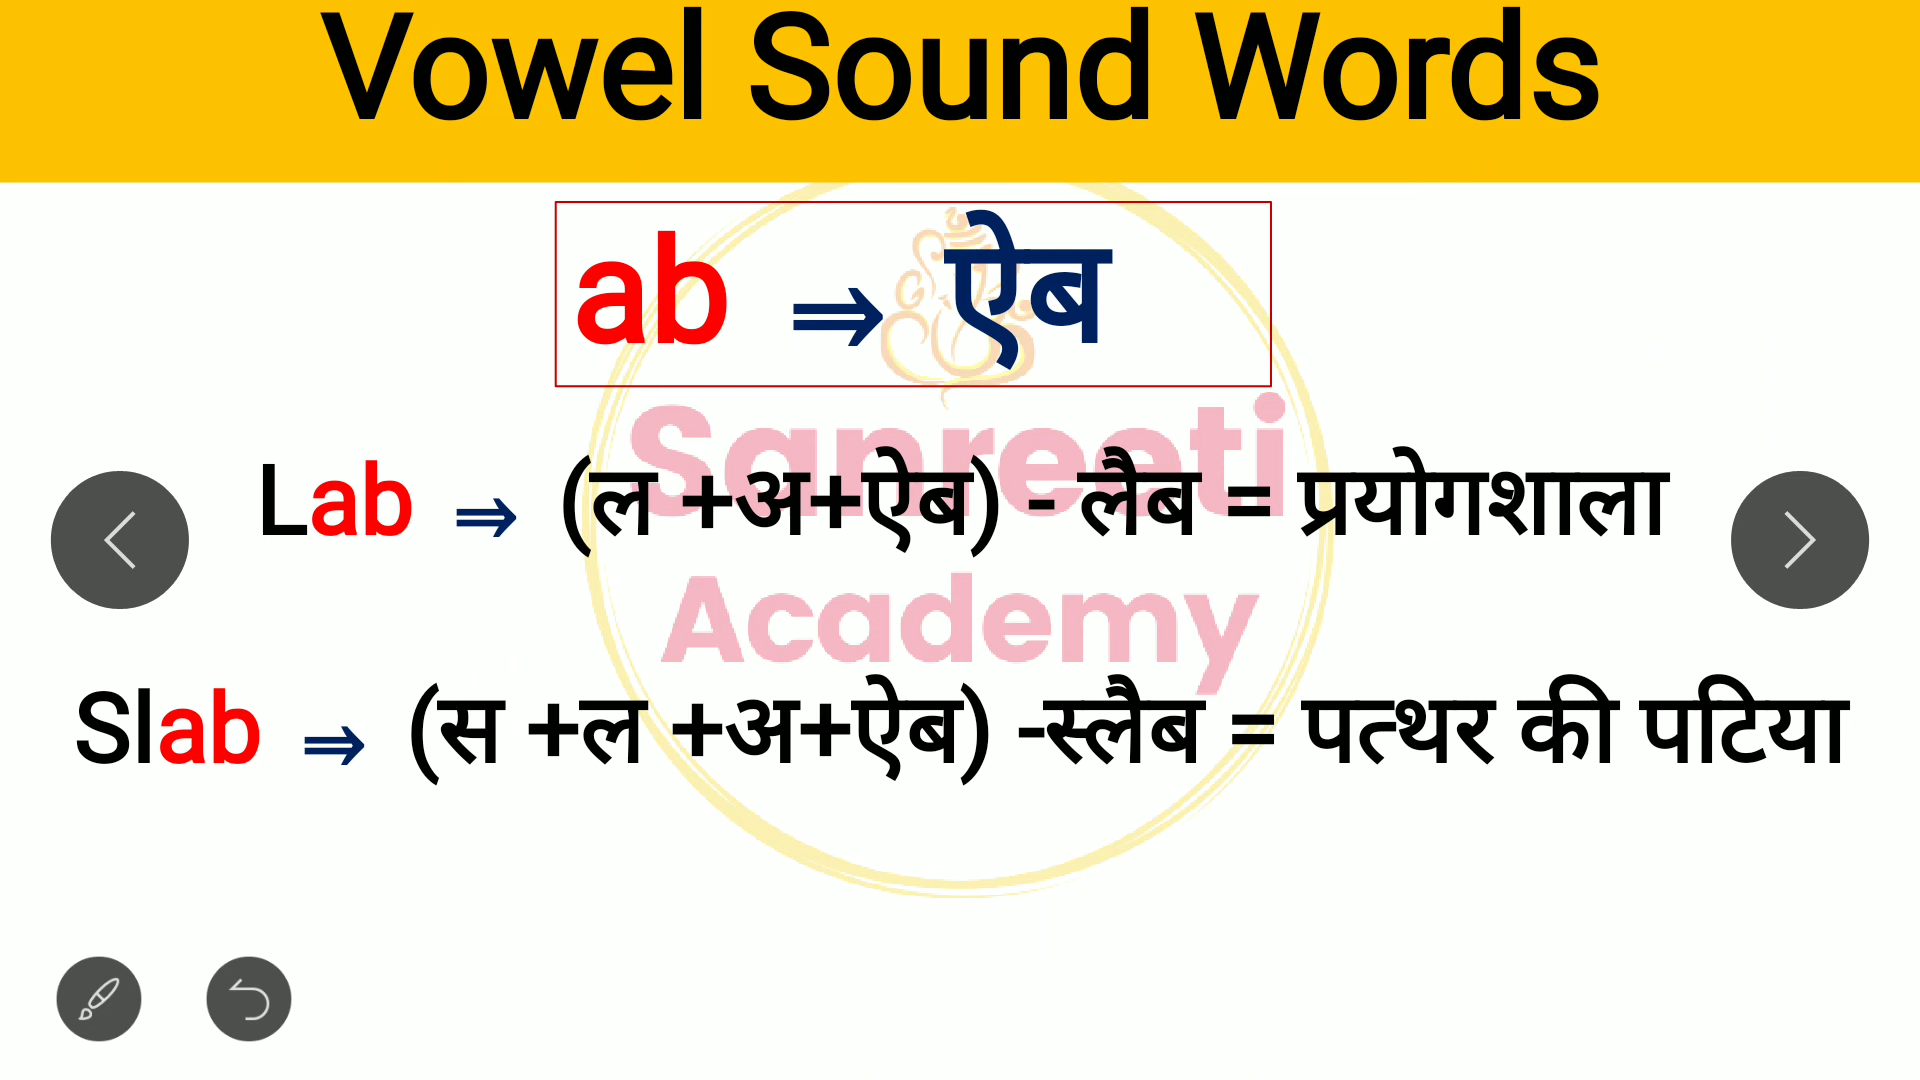 Vowel Sound Words
ab ⇒ ऐब
Sanreeti
Lab ⇒ (ल +अ+ऐब) - लैब = प्रयोगशाला
Academy
Slab ⇒ (स +ल +अ+ऐब) -स्लैब = पत्थर की पटिया